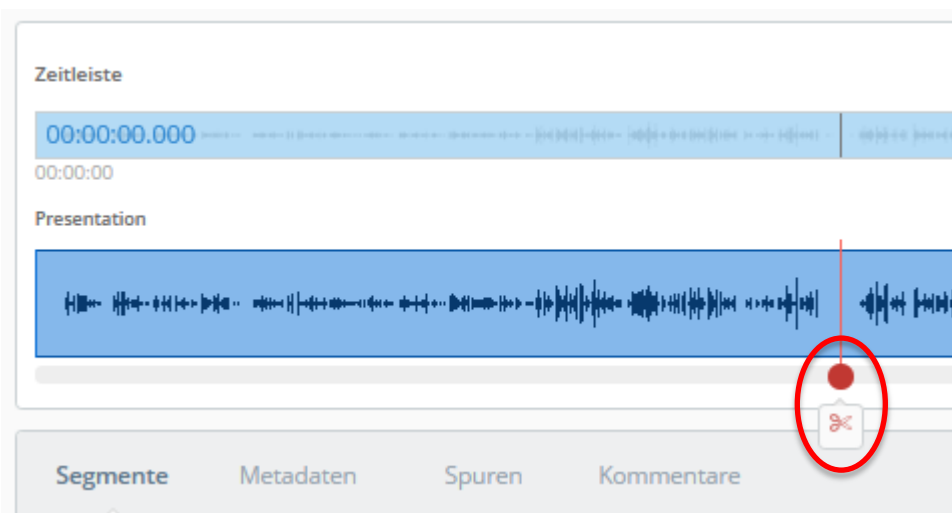 Zeitleiste
00:00:00.000
00:00:00
Presentation
Segmente Metadaten Spuren Kommentare